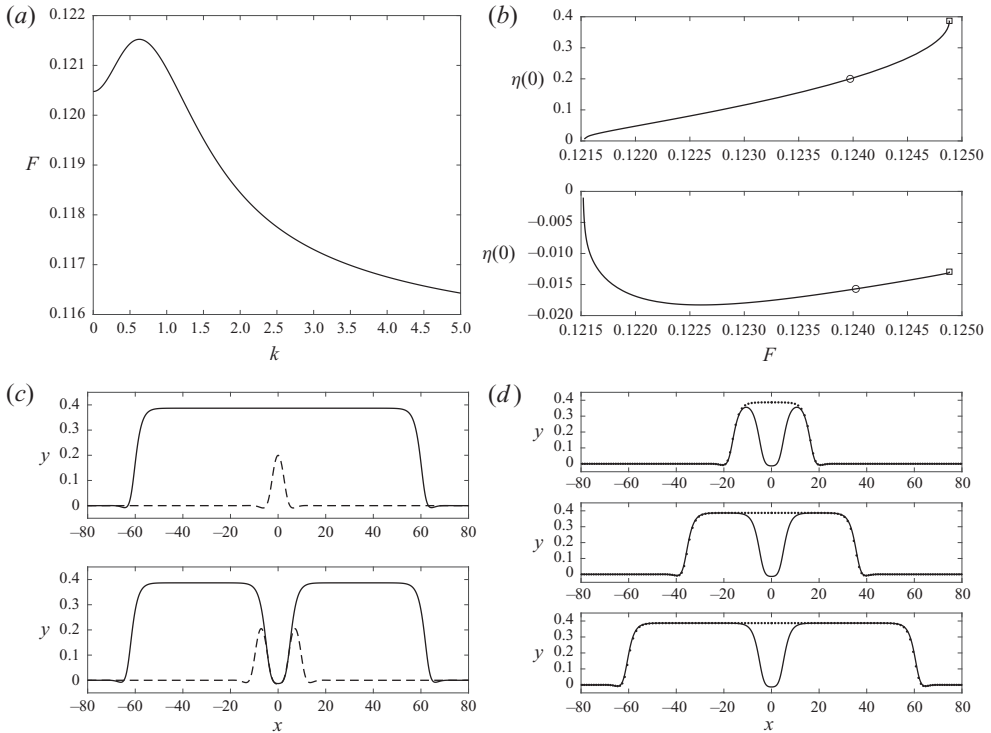 (a)
0.122
0.121
0.120
0.119
0.118
0.117
0.116
F
0 0.5 1.0 1.5 2.0 2.5 3.0 3.5 4.0 4.5 5.0
k
(b)
0.4
0.3
0.2
0.1
0
η(0)
0.1215 0.1220 0.1225 0.1230 0.1235 0.1240 0.1245 0.1250
0
−0.005
−0.010
−0.015
−0.020
η(0)
0.1215 0.1220 0.1225 0.1230 0.1235 0.1240 0.1245 0.1250
F
(c)
0.4
0.3
0.2
0.1
0
y
−80 −60 −40 −20 0 20 40 60 80
0.4
0.3
0.2
0.1
0
y
−80 −60 −40 −20 0 20 40 60 80
x
(d)
0.4
0.3
0.2
0.1
0
y
−80 −60 −40 −20 0 20 40 60 80
0.4
0.3
0.2
0.1
0
y
−80 −60 −40 −20 0 20 40 60 80
0.4
0.3
0.2
0.1
0
y
−80 −60 −40 −20 0 20 40 60 80
x